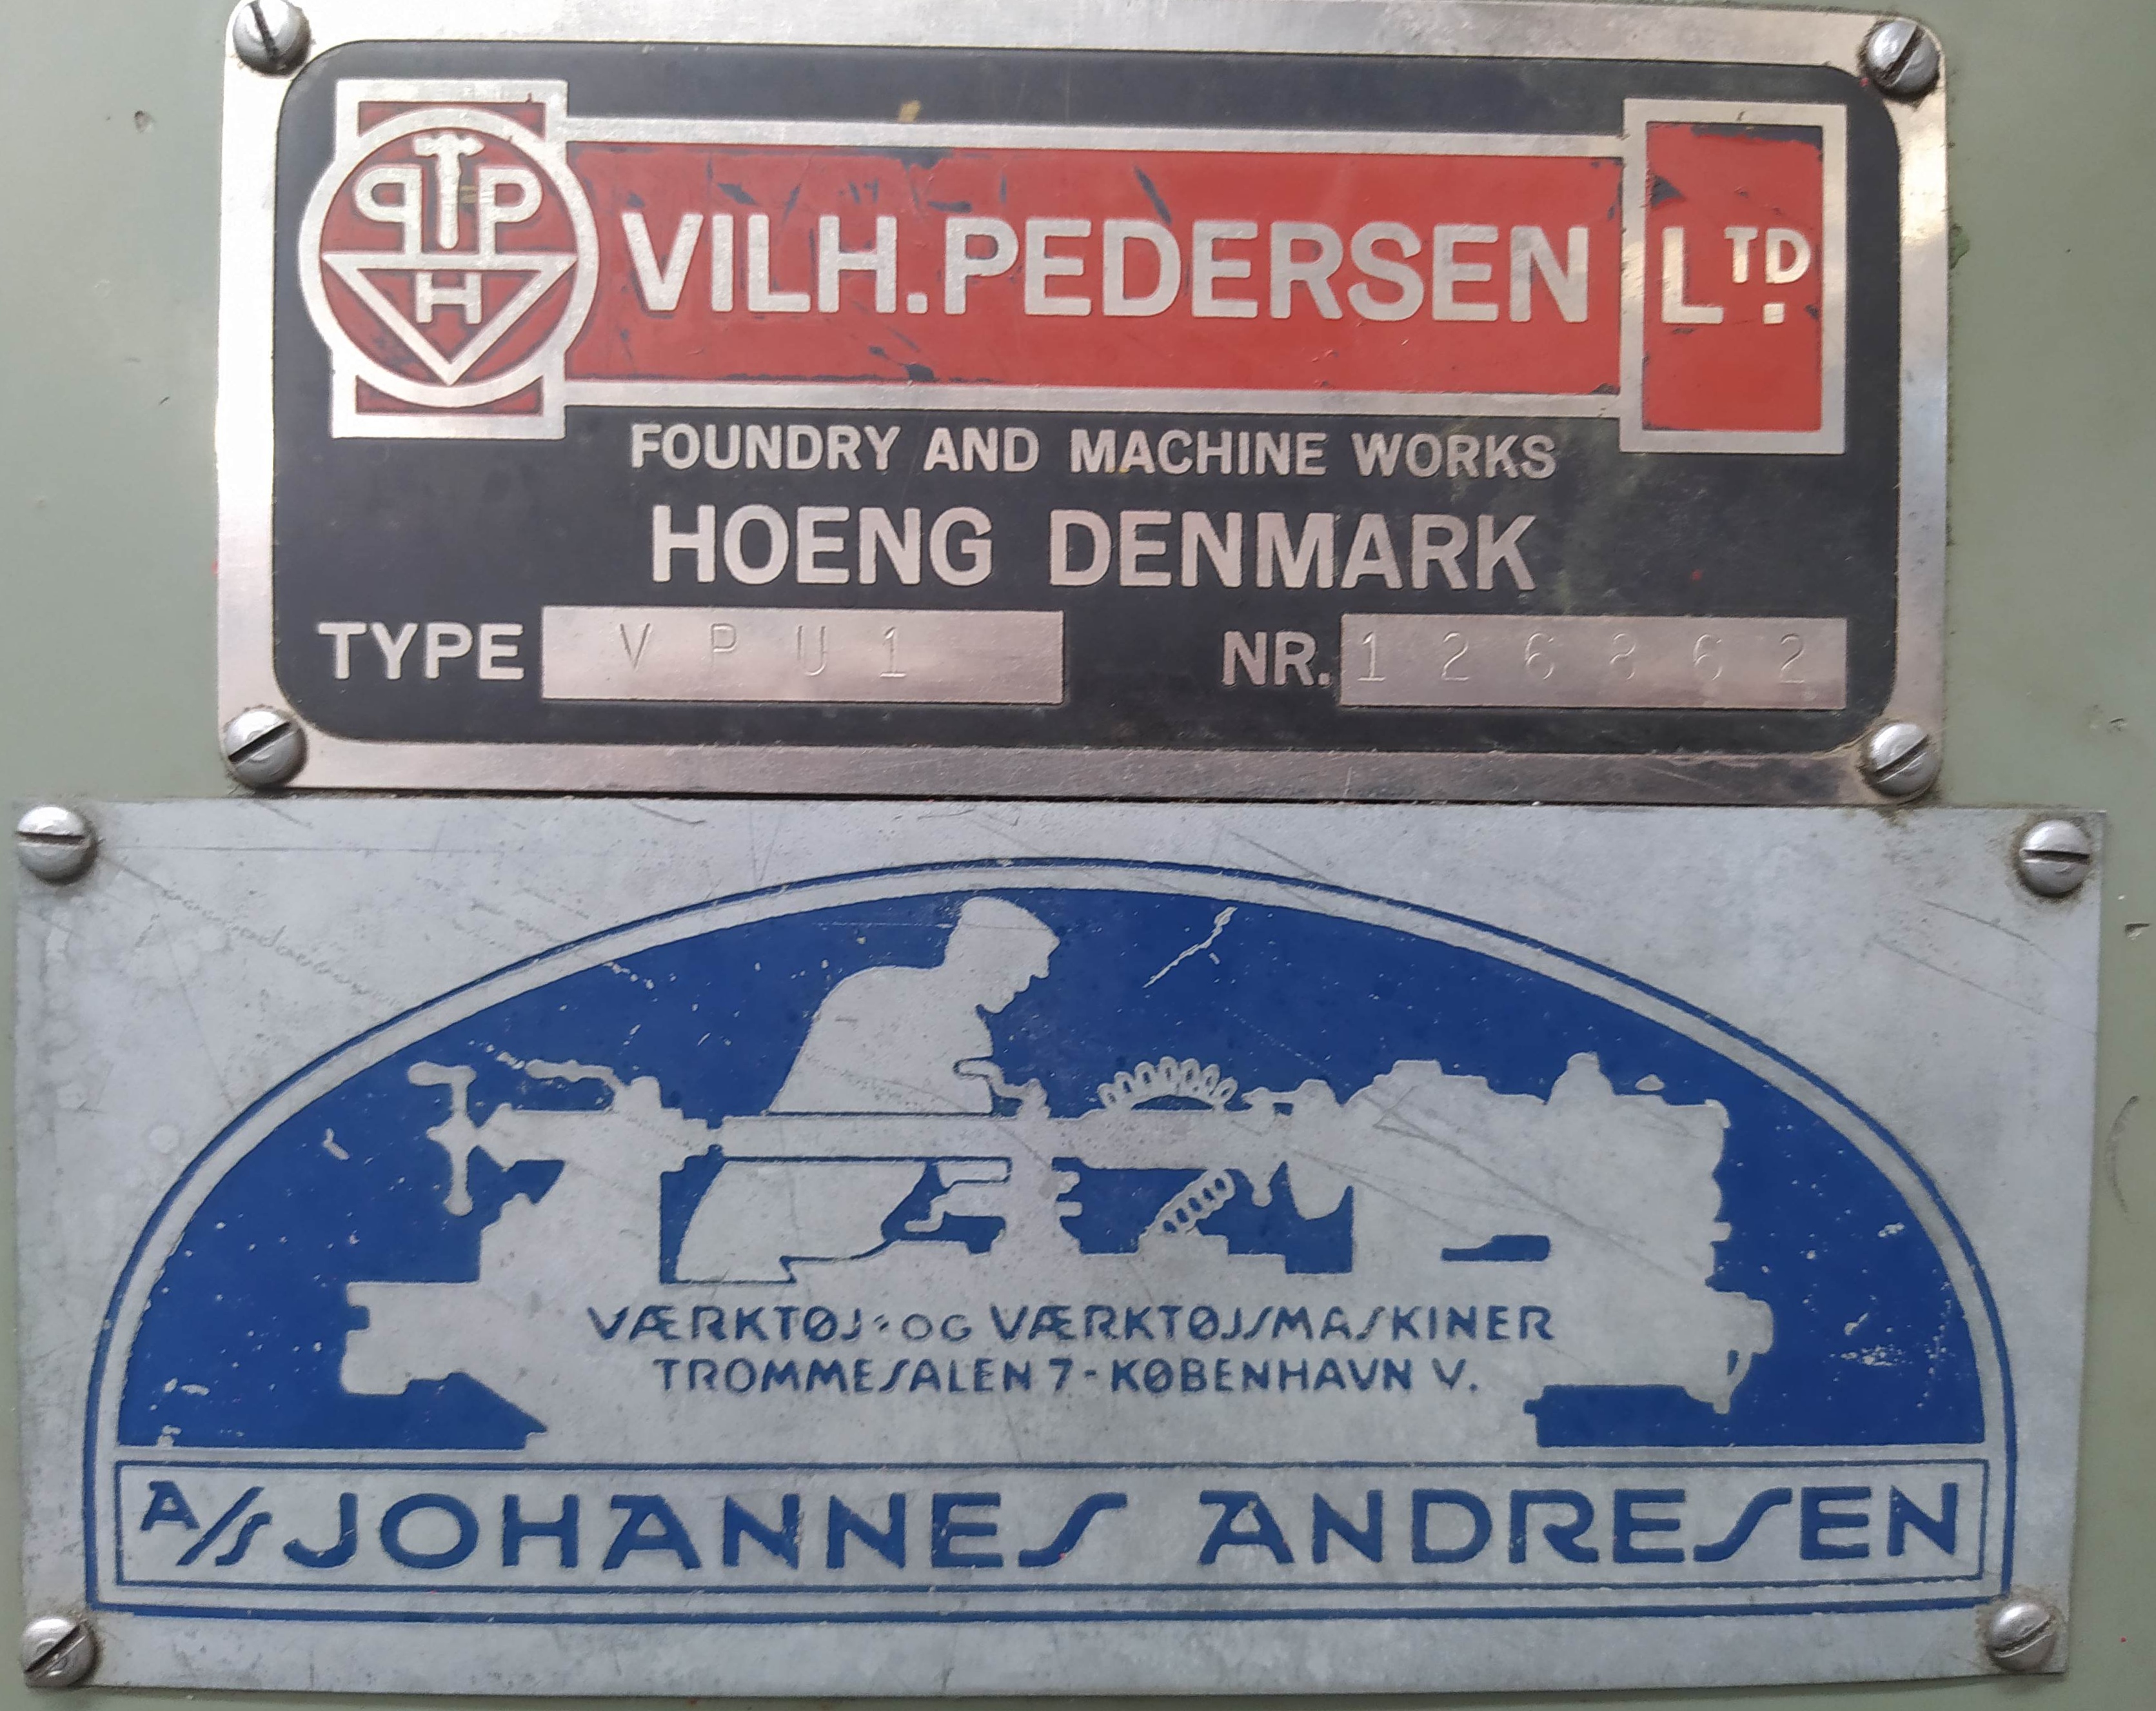 VILH. PEDERSEN LTD.
FOUNDRY AND MACHINE WORKS
HOENG DENMARK
TYPE VPU1 NR. 126862
VÆRKTØJ- OG VÆRKTØJSMASKINER
TROMMESALEN 7 - KØBENHAVN V.
A/S JOHANNES ANDRESEN